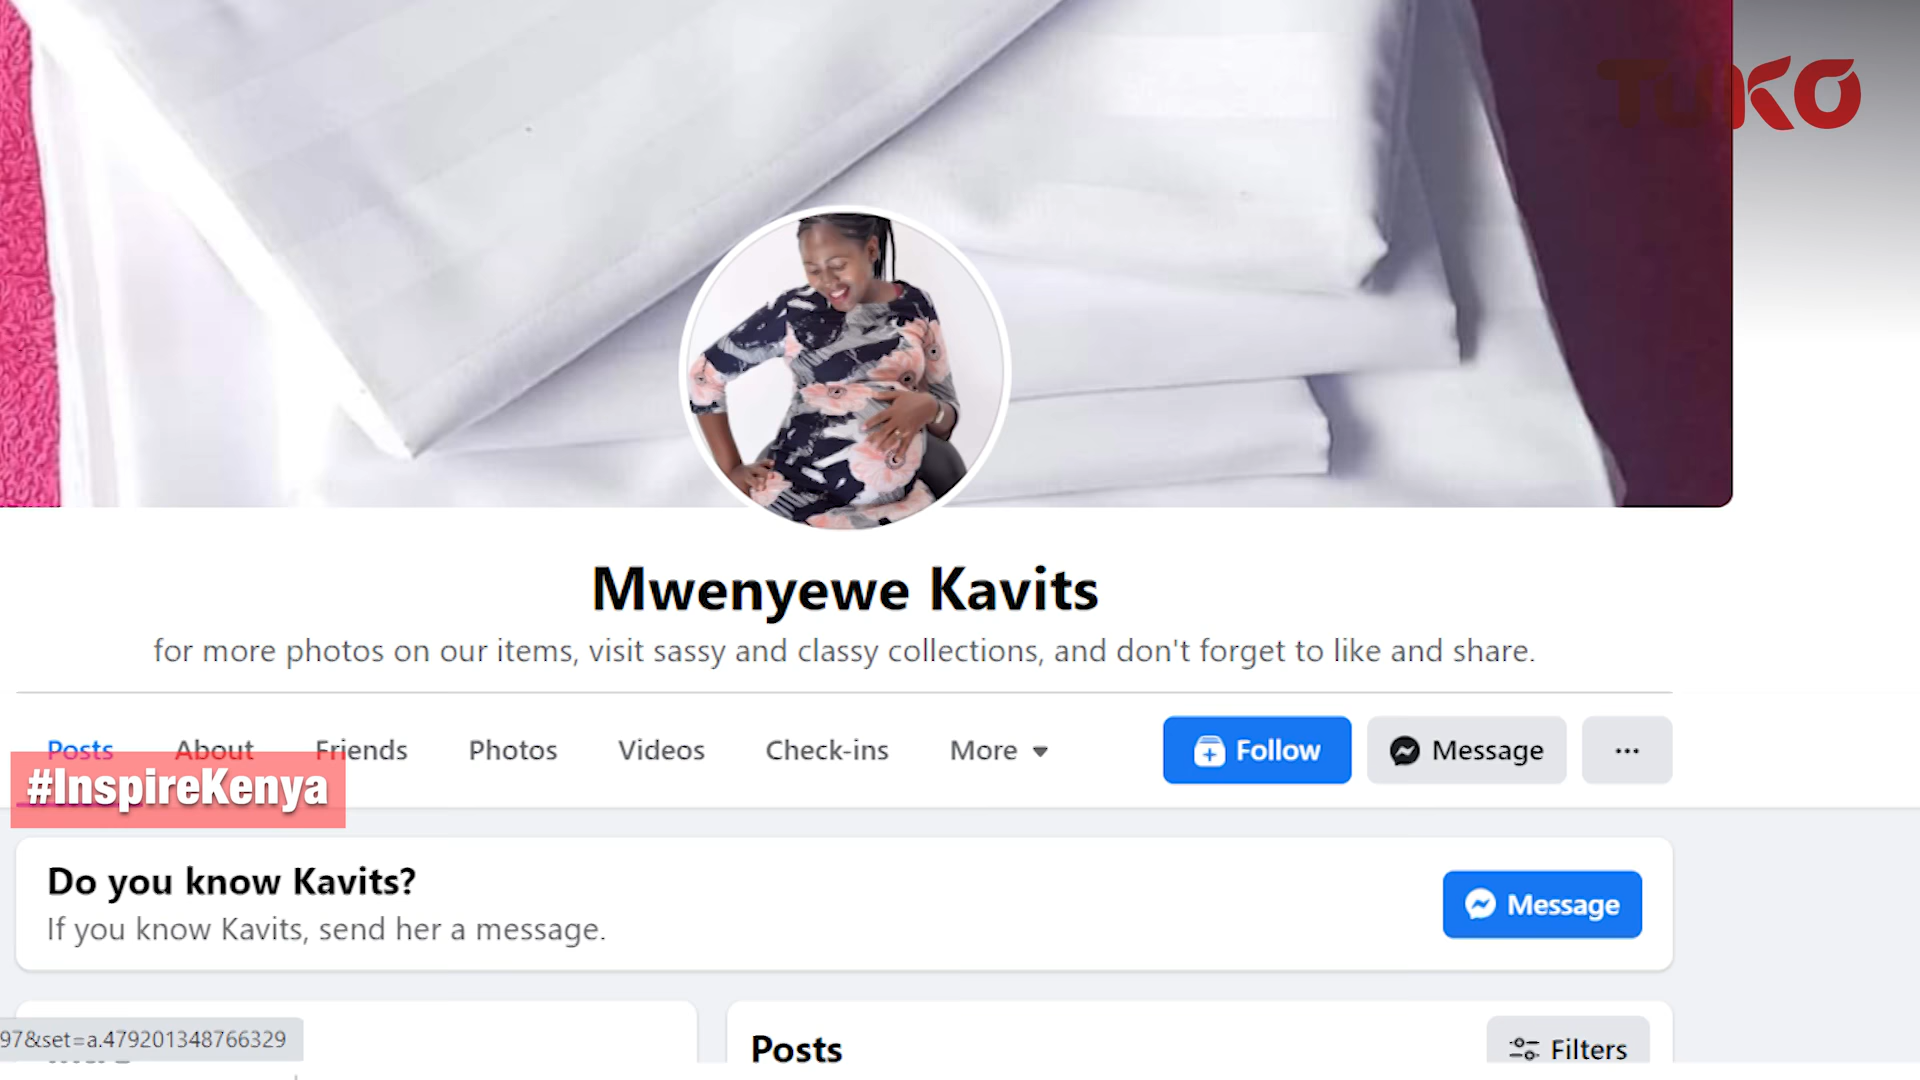 TUKO
Mwenyewe Kavits
for more photos on our items, visit sassy and classy collections, and don't forget to like and share.
Posts About Friends Photos Videos Check-ins More Follow Message ...
#InspireKenya
Do you know Kavits?
If you know Kavits, send her a message.
Message
97&set=a.479201348766329
Posts
Filters